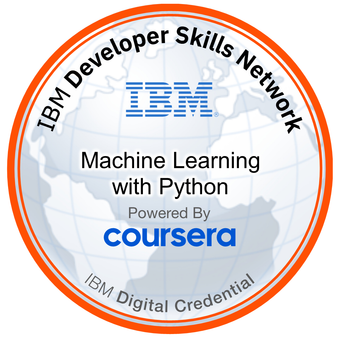 IBM Developer Skills Network
IBM
Machine Learning
with Python
Powered By
coursera
IBM Digital Credential